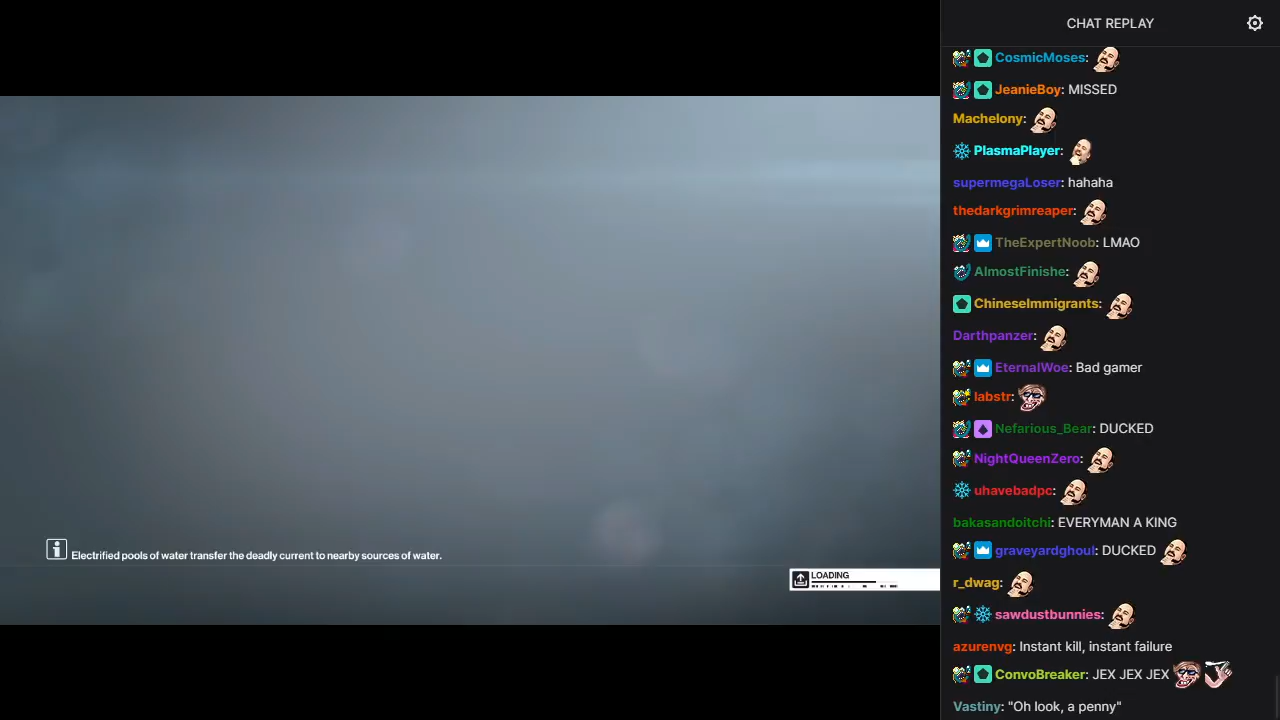 CHAT REPLAY
CosmicMoses:
JeanieBoy: MISSED
Machelony:
PlasmaPlayer:
supermegaLoser: hahaha
thedarkgrimreaper:
TheExpertNoob: LMAO
AlmostFinishe:
ChineseImmigrants:
Darthpanzer:
EternalWoe: Bad gamer
labstr:
Nefarious_Bear: DUCKED
NightQueenZero:
uhavebadpc:
bakasandoitchi: EVERYMAN A KING
graveyardghoul: DUCKED
r_dwag:
sawdustbunnies:
azurenvg: Instant kill, instant failure
ConvoBreaker: JEX JEX JEX
Vastiny: "Oh look, a penny"
Electrified pools of water transfer the deadly current to nearby sources of water.
LOADING